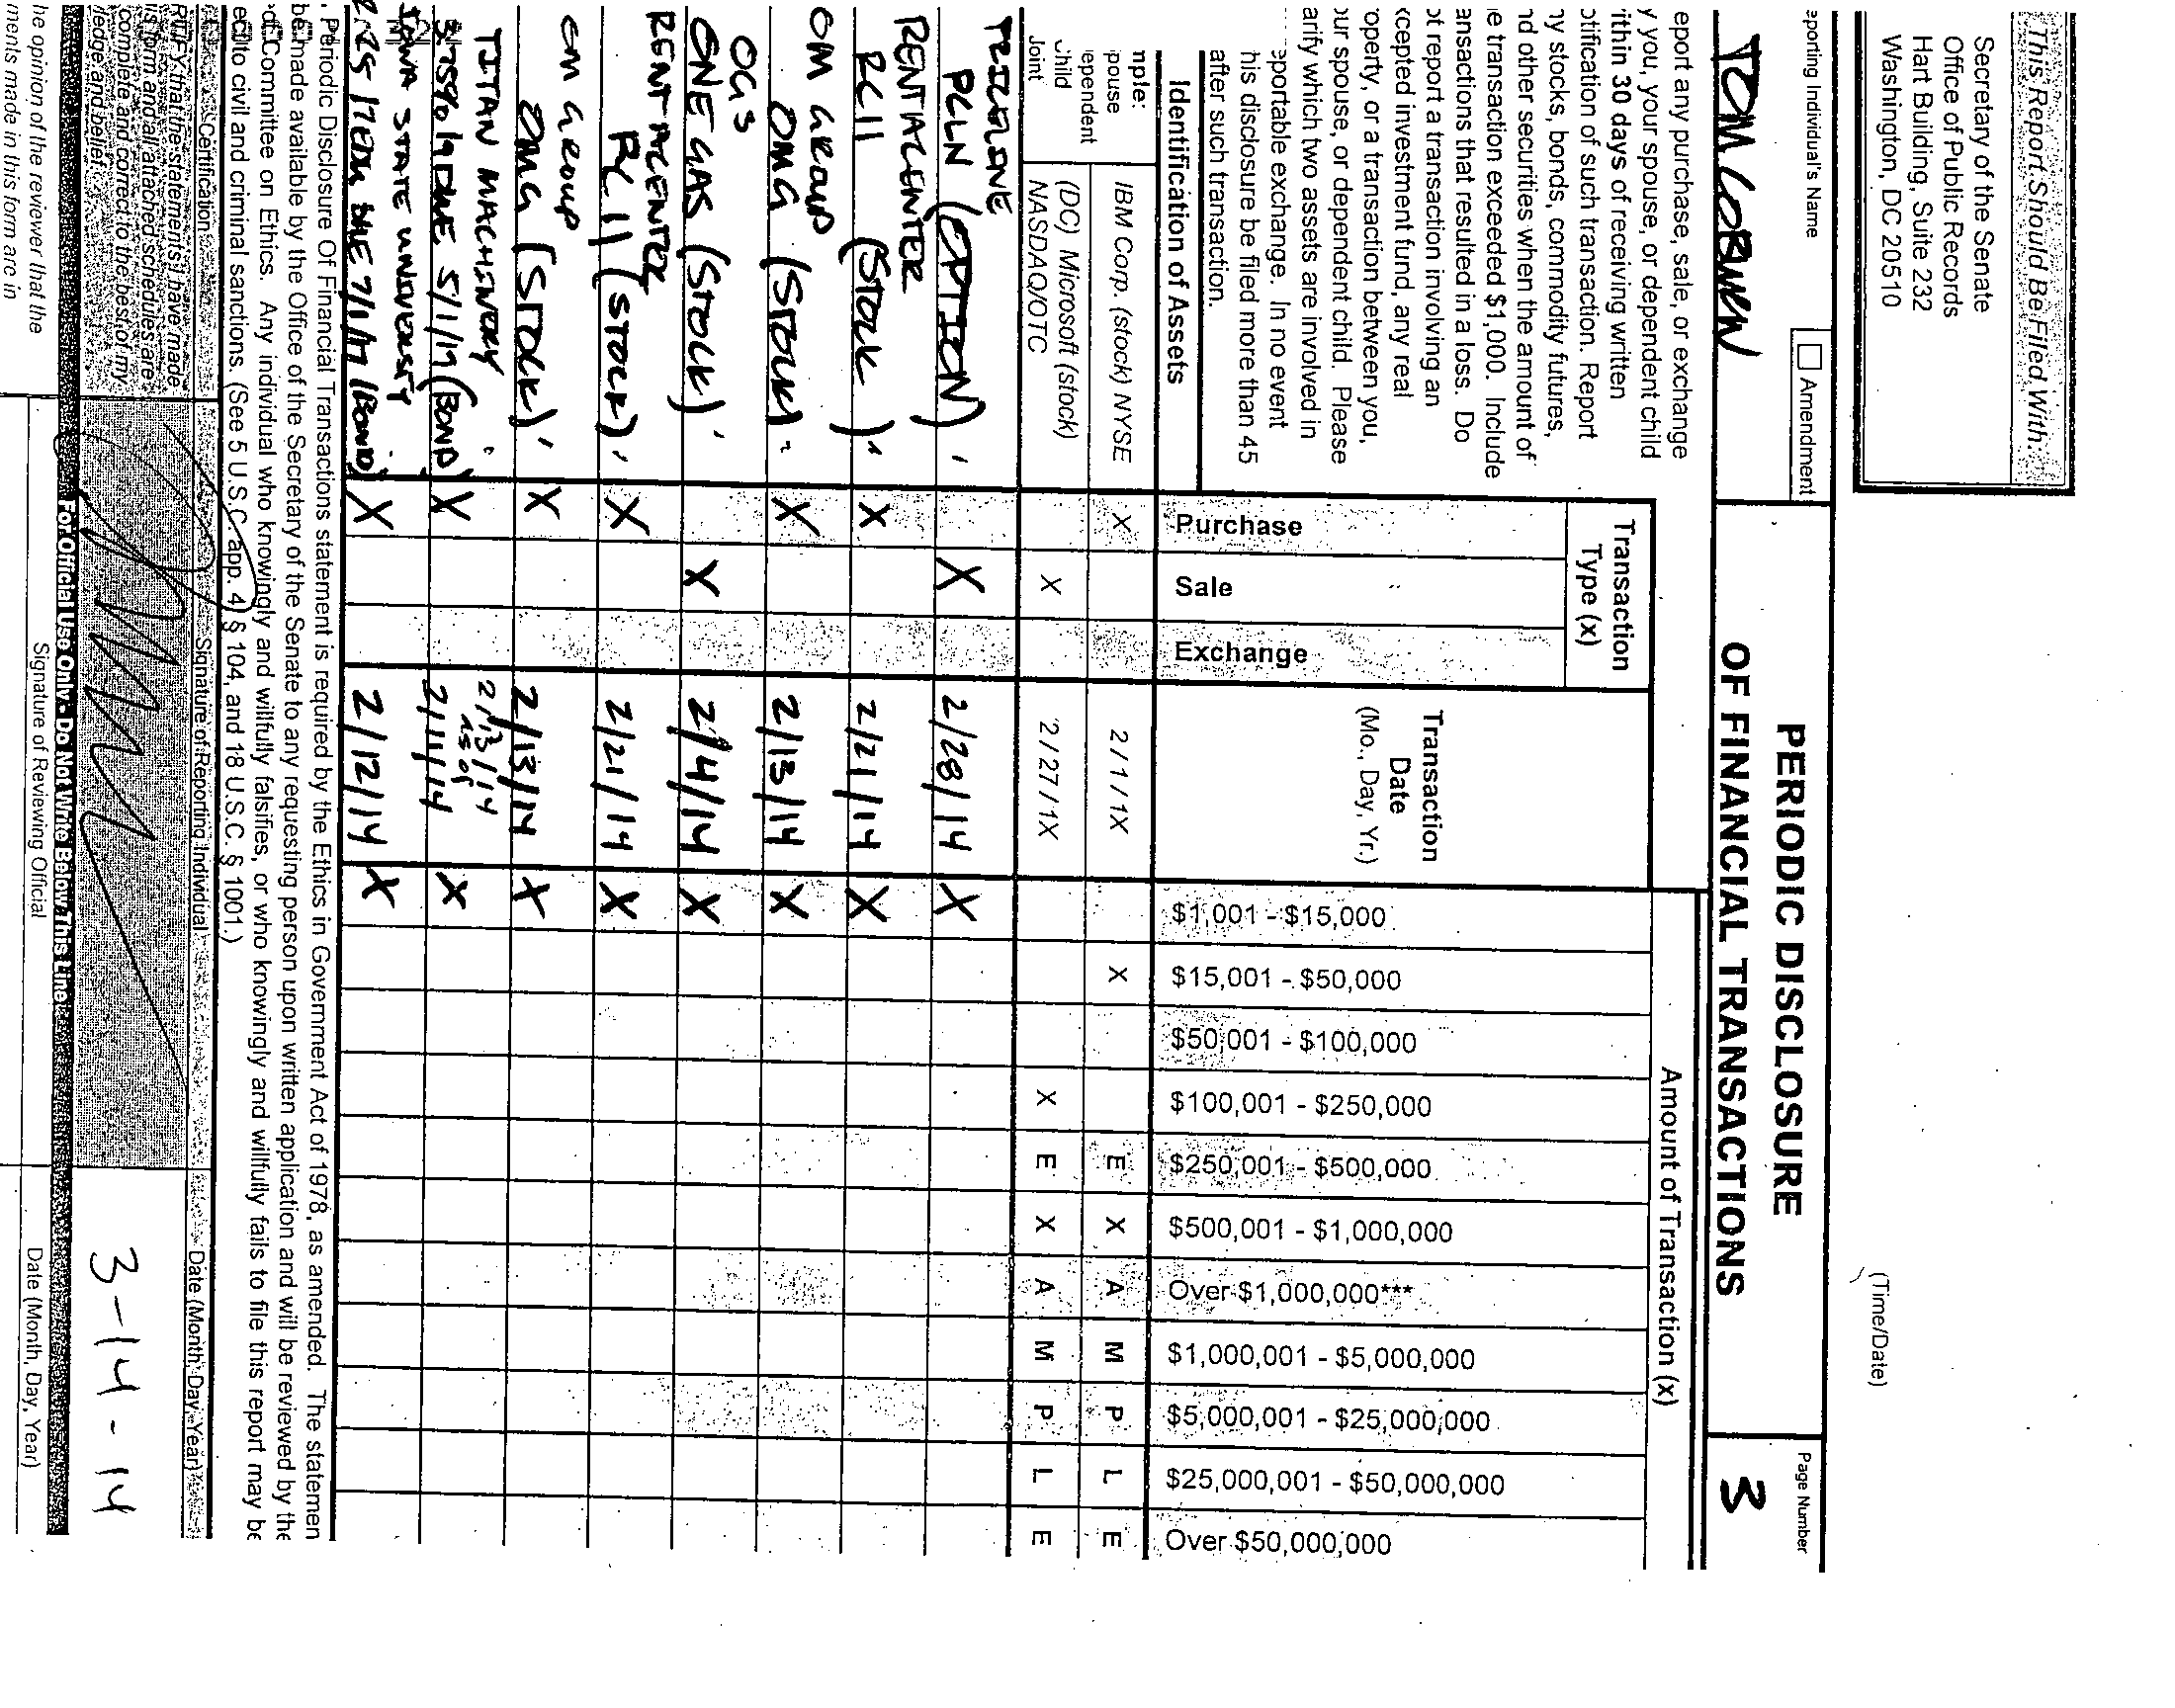 This Report Should Be Filed With:
Secretary of the Senate
Office of Public Records
Hart Building, Suite 232
Washington, DC 20510
(Time/Date)
PERIODIC DISCLOSURE
OF FINANCIAL TRANSACTIONS
eporting Individual's Name
Amendment
Page Number
TOM COBURN
3
eport any purchase, sale, or exchange
y you, your spouse, or dependent child
ithin 30 days of receiving written
otification of such transaction. Report
ny stocks, bonds, commodity futures,
nd other securities when the amount of
e transaction exceeded $1,000. Include
ansactions that resulted in a loss. Do
ot report a transaction involving an
xcepted investment fund, any real
operty, or a transaction between you,
our spouse, or dependent child. Please
arify which two assets are involved in
eportable exchange. In no event
his disclosure be filed more than 45
after such transaction.
Transaction
Type (x)
Amount of Transaction (x)
Identification of Assets
Purchase
Sale
Exchange
Transaction
Date
(Mo., Day, Yr.)
$1,001 - $15,000
$15,001 - $50,000
$50,001 - $100,000
$100,001 - $250,000
$250,001 - $500,000
$500,001 - $1,000,000
Over $1,000,000***
$1,000,001 - $5,000,000
$5,000,001 - $25,000,000
$25,000,001 - $50,000,000
Over $50,000,000
nple:
pouse
ependent
Child
Joint
IBM Corp. (stock) NYSE X 2/1/1X X E X A M P L E
(DC) Microsoft (stock)
NASDAQ/OTC X 2/27/1X X E X A M P L E
PRICELINE
PCLN (OPTION) X 2/28/14 X
RENTACENTER
RCII (STOCK) X 2/21/14 X
OM GROUP
OMG (STOCK) X 2/13/14 X
OGS
ONE GAS (STOCK) X 2/4/14 X
RENTACENTER
RCII (STOCK) X 2/21/14 X
OM GROUP
OMG (STOCK) X 2/13/14 X
TITAN MACHINERY 2/13/14
as of
3.75% 19 DUE 5/1/19 (BOND) X 2/11/14 X
IOWA STATE UNIVERSITY
DUE 7/1/17 (BOND) X 2/12/14 X
Periodic Disclosure Of Financial Transactions statement is required by the Ethics in Government Act of 1978, as amended. The statemen
be made available by the Office of the Secretary of the Senate to any requesting person upon written application and will be reviewed by the
Committee on Ethics. Any individual who knowingly and willfully falsifies, or who knowingly and willfully fails to file this report may be
to civil and criminal sanctions. (See 5 U.S.C. app. 4, § 104, and 18 U.S.C. § 1001.)
Certification
Signature of Reporting Individual
Date (Month, Day, Year)
RTIFY that the statements I have made
is form and all attached schedules are
complete and correct to the best of my
ledge and belief.
3-14-14
For Official Use Only - Do Not Write Below This Line
he opinion of the reviewer that the
ments made in this form are in
Signature of Reviewing Official
Date (Month, Day, Year)